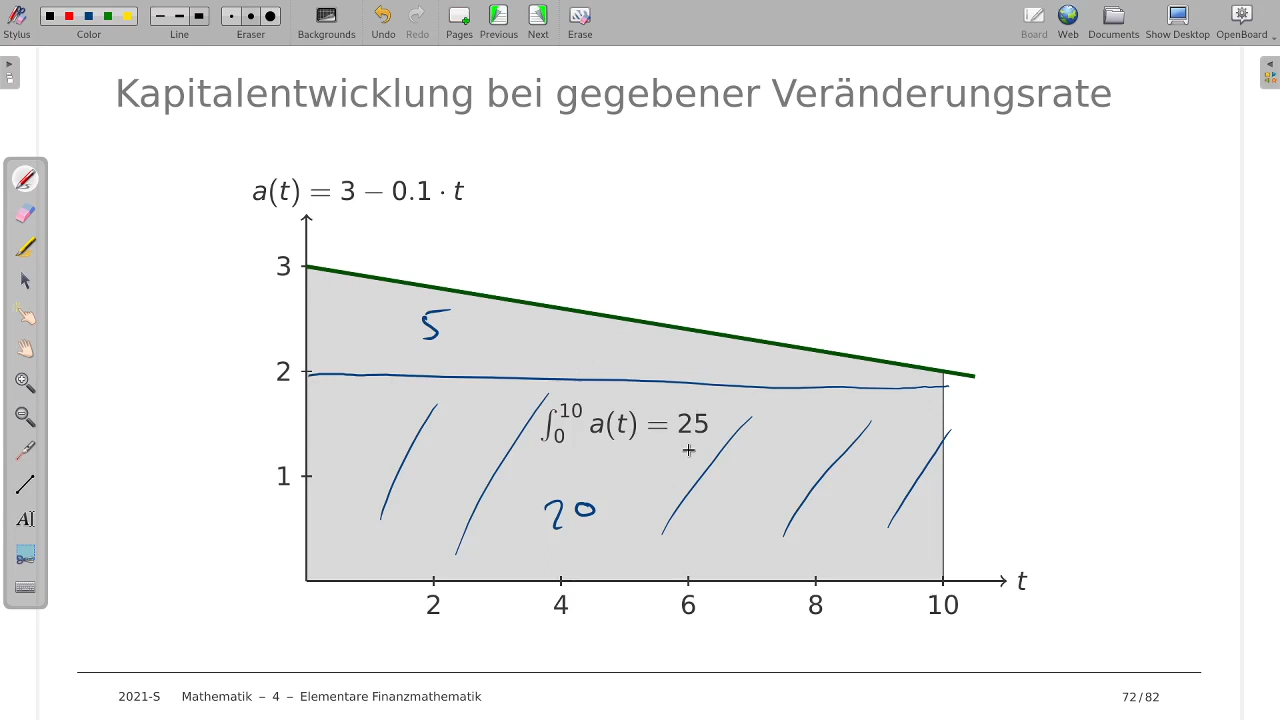 Stylus Color Line Eraser Backgrounds Undo Redo Pages Previous Next Erase Board Web Documents Show Desktop OpenBoard
Kapitalentwicklung bei gegebener Veränderungsrate
a(t) = 3 − 0.1 · t
3
5
2
∫₀¹⁰ a(t) = 25
1
20
t
2 4 6 8 10
2021-S Mathematik – 4 – Elementare Finanzmathematik 72/82